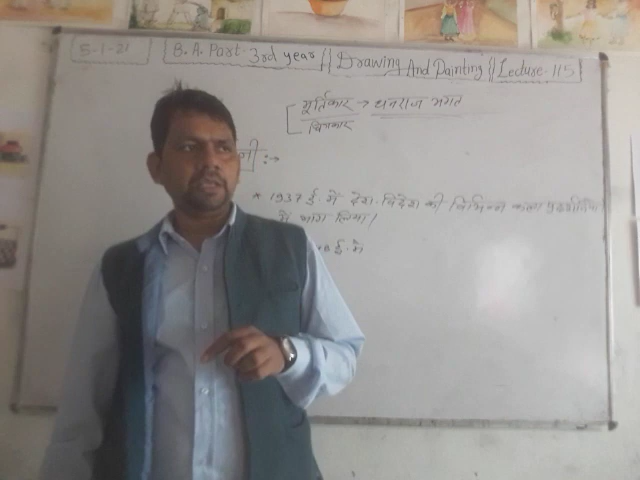 5-1-21 B.A. Part-3rd year || Drawing And Painting || Lecture-115
मूर्तिकार → धनराज भगत
चित्रकार
नी :→
* 1937 ई. में देश-विदेश की विभिन्न कला प्रदर्शनियों
में भाग लिया।
ई. में